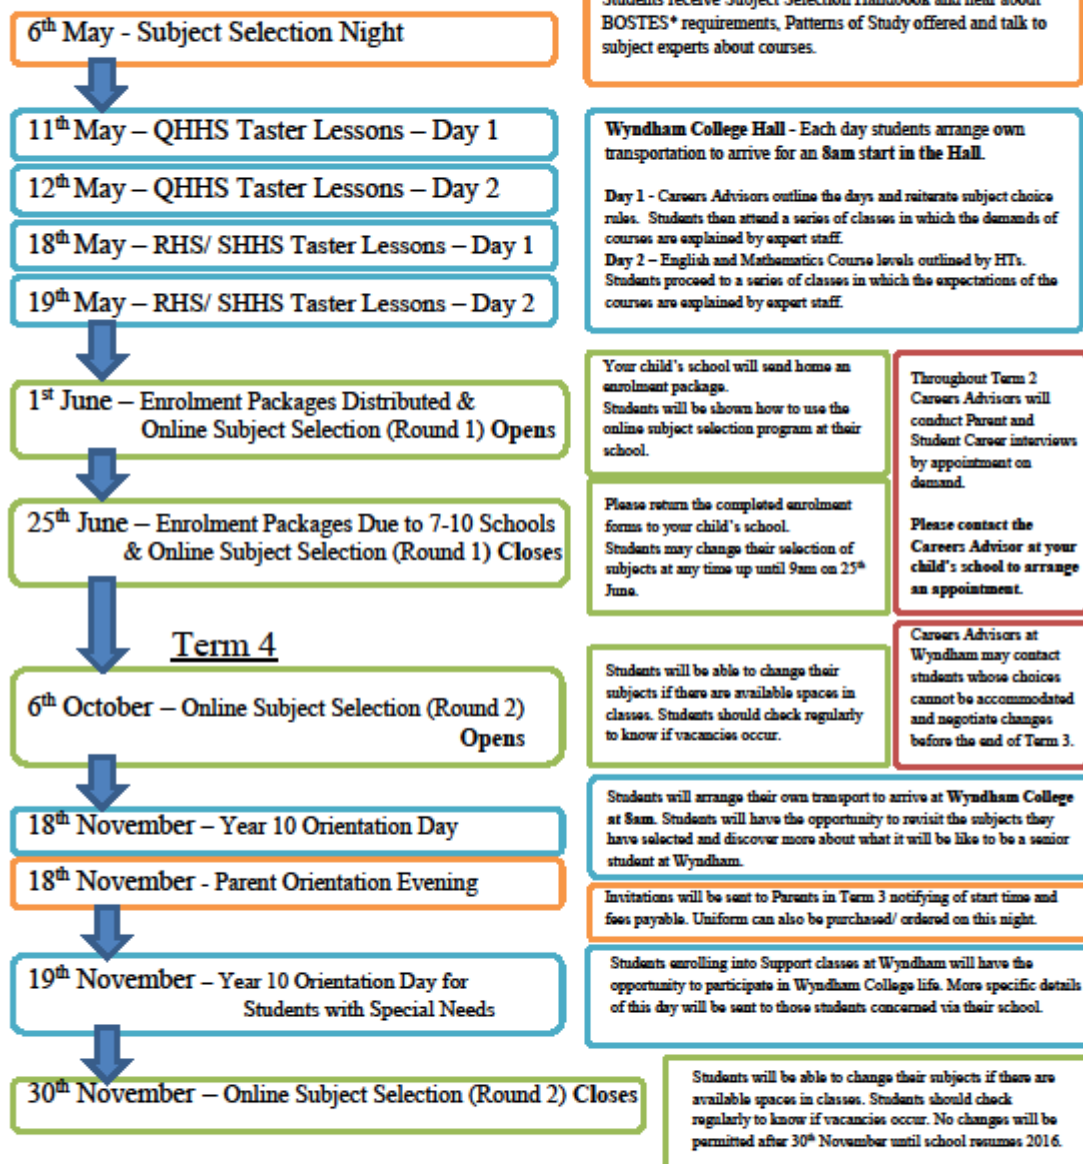 Students receive Subject Selection Handbook and hear about
6th May - Subject Selection Night
BOSTES* requirements, Patterns of Study offered and talk to
subject experts about courses.
11th May – QHHS Taster Lessons – Day 1
12th May – QHHS Taster Lessons – Day 2
18th May – RHS/ SHHS Taster Lessons – Day 1
19th May – RHS/ SHHS Taster Lessons – Day 2
Wyndham College Hall - Each day students arrange own
transportation to arrive for an 8am start in the Hall.
Day 1 - Careers Advisors outline the days and reiterate subject choice
rules. Students then attend a series of classes in which the demands of
courses are explained by expert staff.
Day 2 – English and Mathematics Course levels outlined by HTs.
Students proceed to a series of classes in which the expectations of the
courses are explained by expert staff.
1st June – Enrolment Packages Distributed &
Online Subject Selection (Round 1) Opens
Your child's school will send home an
enrolment package.
Students will be shown how to use the
online subject selection program at their
school.
Throughout Term 2
Careers Advisors will
conduct Parent and
Student Career interviews
by appointment on
demand.
Please contact the
Careers Advisor at your
child's school to arrange
an appointment.
25th June – Enrolment Packages Due to 7-10 Schools
& Online Subject Selection (Round 1) Closes
Please return the completed enrolment
forms to your child's school.
Students may change their selection of
subjects at any time up until 9am on 25th
June.
Term 4
6th October – Online Subject Selection (Round 2)
Opens
Students will be able to change their
subjects if there are available spaces in
classes. Students should check regularly
to know if vacancies occur.
Careers Advisors at
Wyndham may contact
students whose choices
cannot be accommodated
and negotiate changes
before the end of Term 3.
18th November – Year 10 Orientation Day
Students will arrange their own transport to arrive at Wyndham College
at 8am. Students will have the opportunity to revisit the subjects they
have selected and discover more about what it will be like to be a senior
student at Wyndham.
18th November - Parent Orientation Evening
Invitations will be sent to Parents in Term 3 notifying of start time and
fees payable. Uniform can also be purchased/ ordered on this night.
19th November – Year 10 Orientation Day for
Students with Special Needs
Students enrolling into Support classes at Wyndham will have the
opportunity to participate in Wyndham College life. More specific details
of this day will be sent to those students concerned via their school.
30th November – Online Subject Selection (Round 2) Closes
Students will be able to change their subjects if there are
available spaces in classes. Students should check
regularly to know if vacancies occur. No changes will be
permitted after 30th November until school resumes 2016.